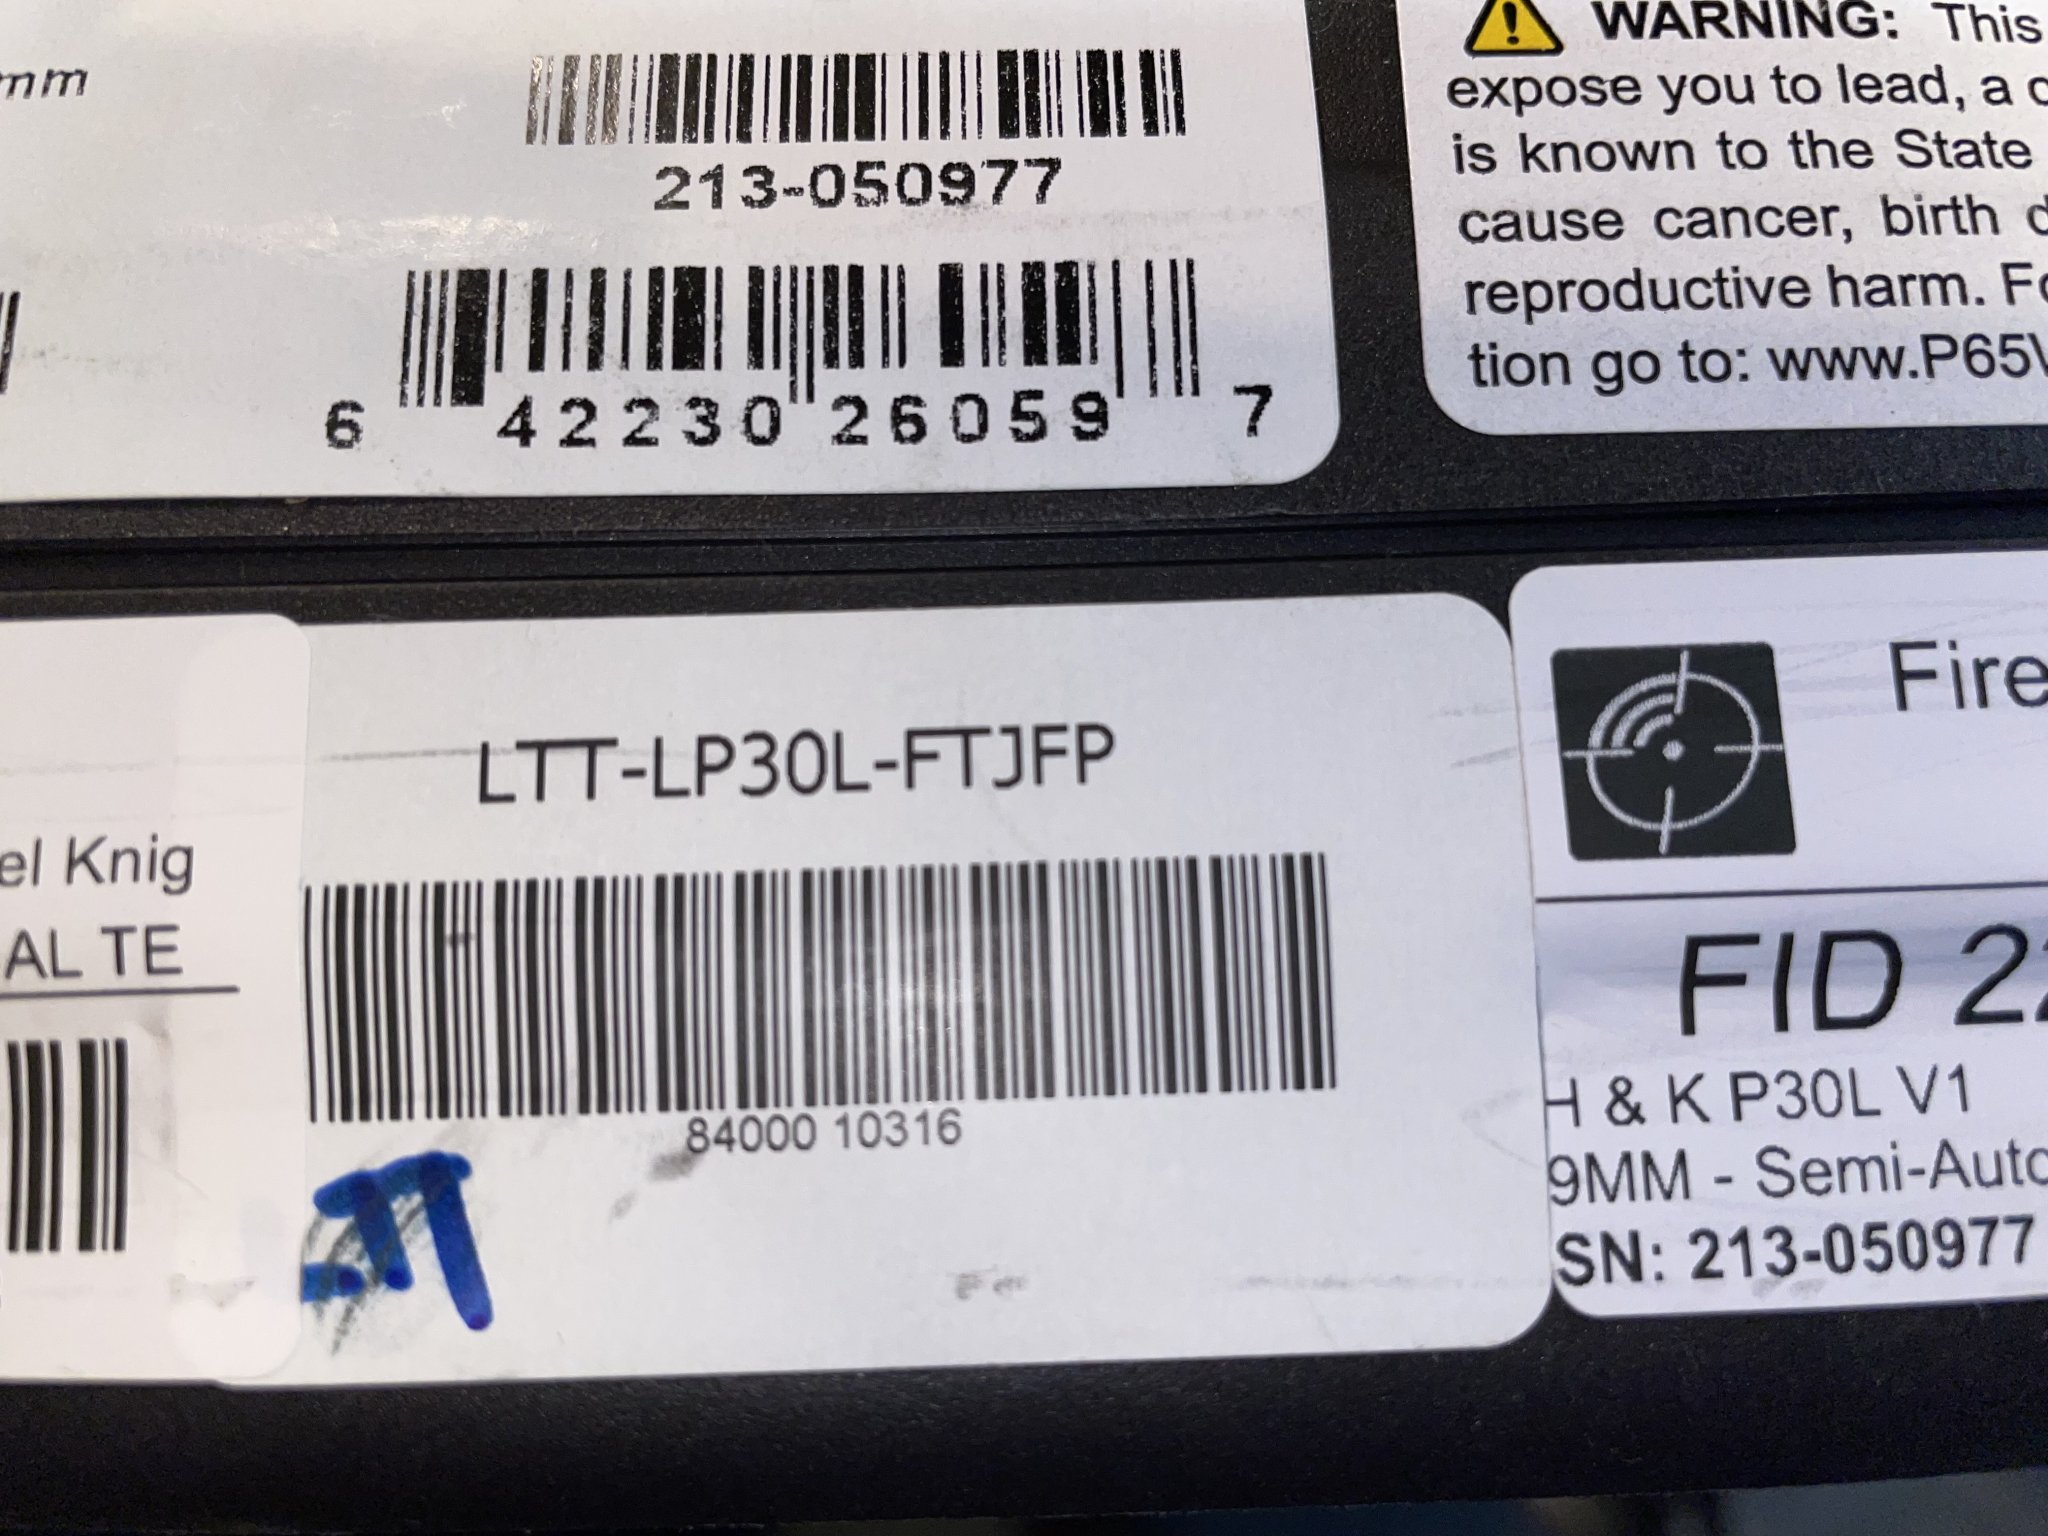 mm
213-050977
6 42230 26059 7
WARNING: This
expose you to lead, a
is known to the State
cause cancer, birth
reproductive harm.
tion go to: www.P65
el Knig
AL TE
LTT-LP30L-FTJFP
84000 10316
Fire
FID 22
H & K P30L V1
9MM - Semi-Auto
SN: 213-050977